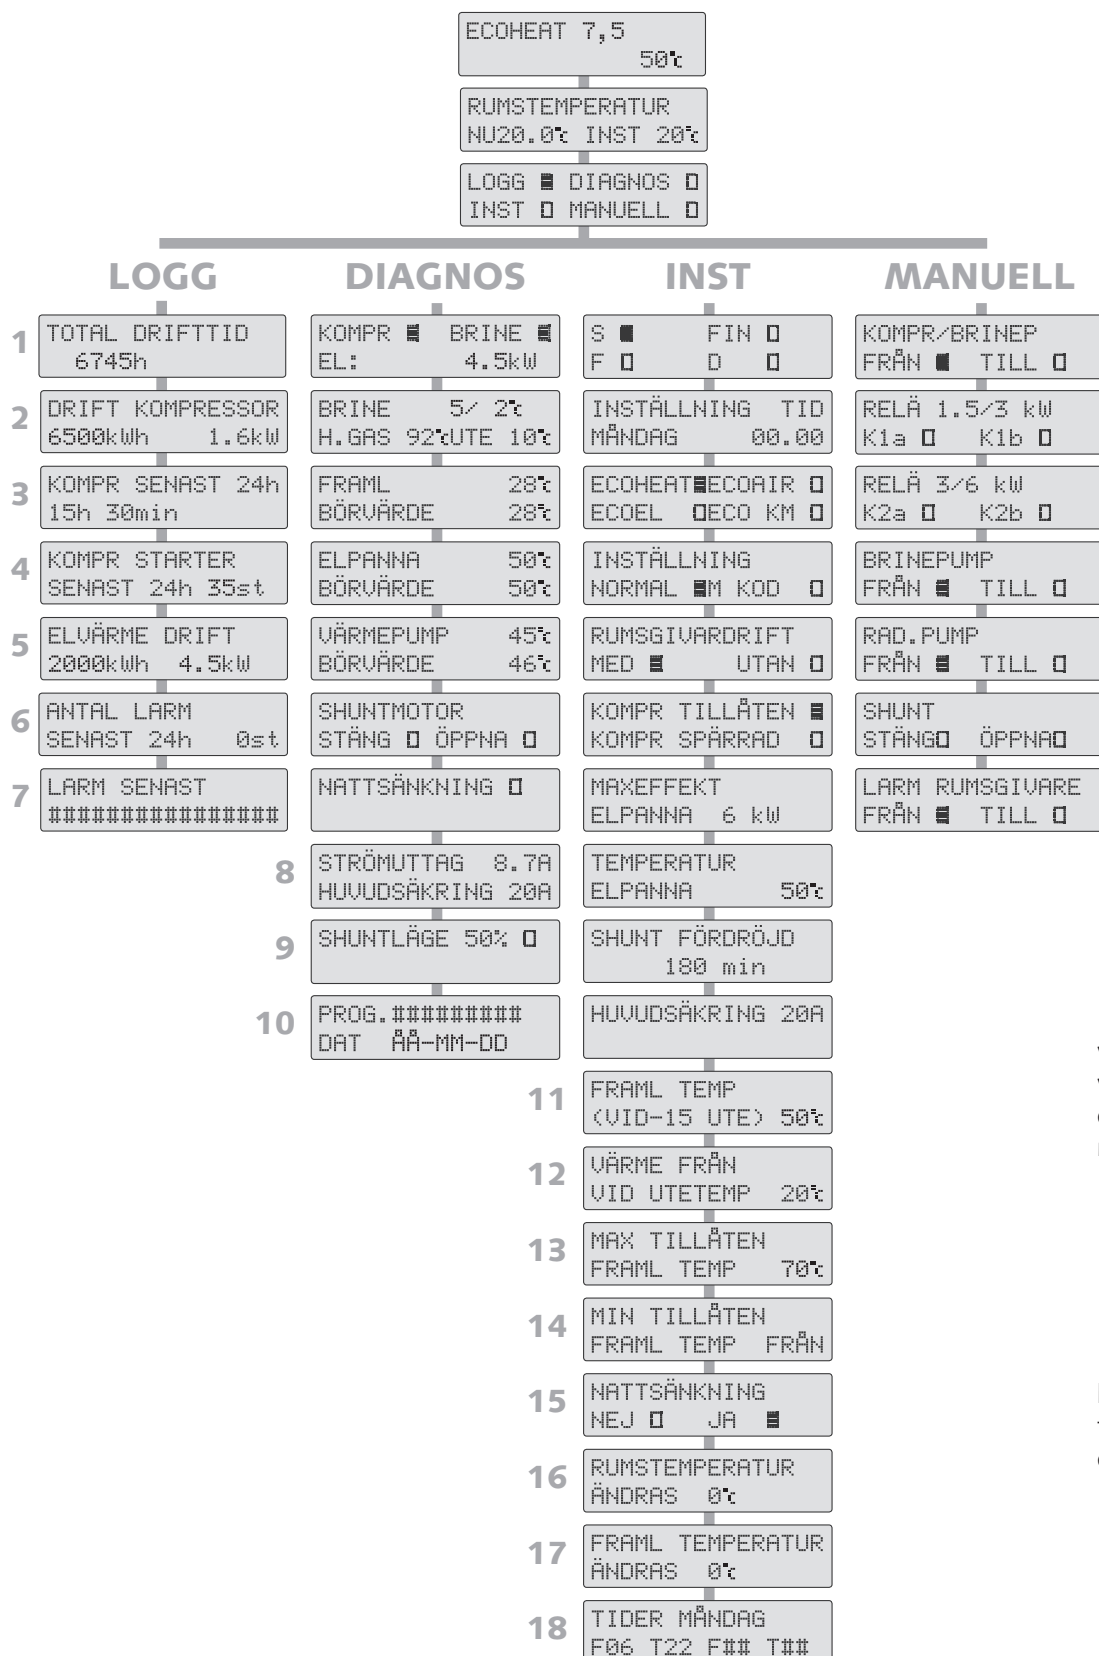 ECOHEAT 7,5
50°c
RUMSTEMPERATUR
NU20.0°c INST 20°c
LOGG DIAGNOS
INST MANUELL
LOGG
1
TOTAL DRIFTTID
6745h
2
DRIFT KOMPRESSOR
6500kWh 1.6kW
3
KOMPR SENAST 24h
15h 30min
4
KOMPR STARTER
SENAST 24h 35st
5
ELVÄRME DRIFT
2000kWh 4.5kW
6
ANTAL LARM
SENAST 24h 0st
7
LARM SENAST
################
DIAGNOS
KOMPR BRINE
EL: 4.5kW
BRINE 5/ 2°c
H.GAS 92°cUTE 10°c
FRAML 28°c
BÖRVÄRDE 28°c
ELPANNA 50°c
BÖRVÄRDE 50°c
VÄRMEPUMP 45°c
BÖRVÄRDE 46°c
SHUNTMOTOR
STÄNG ÖPPNA
NATTSÄNKNING
8
STRÖMUTTAG 8.7A
HUVUDSÄKRING 20A
9
SHUNTLÄGE 50%
10
PROG.#########
DAT ÅÅ-MM-DD
INST
S FIN
F D
INSTÄLLNING TID
MÅNDAG 00.00
ECOHEAT ECOAIR
ECOEL ECO KM
INSTÄLLNING
NORMAL M KOD
RUMSGIVARDRIFT
MED UTAN
KOMPR TILLÅTEN
KOMPR SPÄRRAD
MAXEFFEKT
ELPANNA 6 kW
TEMPERATUR
ELPANNA 50°c
SHUNT FÖRDRÖJD
180 min
HUVUDSÄKRING 20A
11
FRAML TEMP
(VID-15 UTE) 50°c
12
VÄRME FRÅN
VID UTETEMP 20°c
13
MAX TILLÅTEN
FRAML TEMP 70°c
14
MIN TILLÅTEN
FRAML TEMP FRÅN
15
NATTSÄNKNING
NEJ JA
16
RUMSTEMPERATUR
ÄNDRAS 0°c
17
FRAML TEMPERATUR
ÄNDRAS 0°c
18
TIDER MÅNDAG
F06 T22 F## T##
MANUELL
KOMPR/BRINEP
FRÅN TILL
RELÄ 1.5/3 kW
K1a K1b
RELÄ 3/6 kW
K2a K2b
BRINEPUMP
FRÅN TILL
RAD.PUMP
FRÅN TILL
SHUNT
STÄNG ÖPPNA
LARM RUMSGIVARE
FRÅN TILL